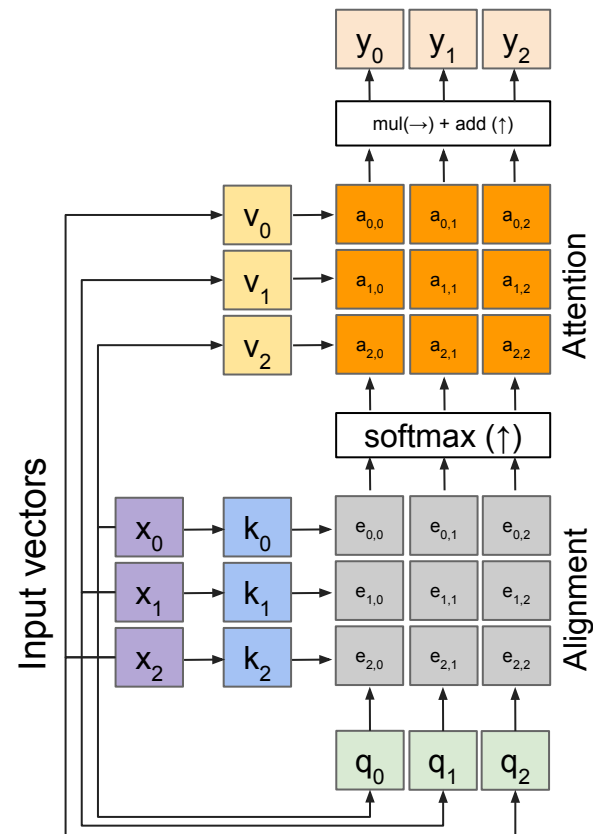 y0 y1 y2
mul(→) + add (↑)
v0 a0,0 a0,1 a0,2
v1 a1,0 a1,1 a1,2
v2 a2,0 a2,1 a2,2
Attention
softmax (↑)
Input vectors
x0 k0 e0,0 e0,1 e0,2
x1 k1 e1,0 e1,1 e1,2
x2 k2 e2,0 e2,1 e2,2
Alignment
q0 q1 q2